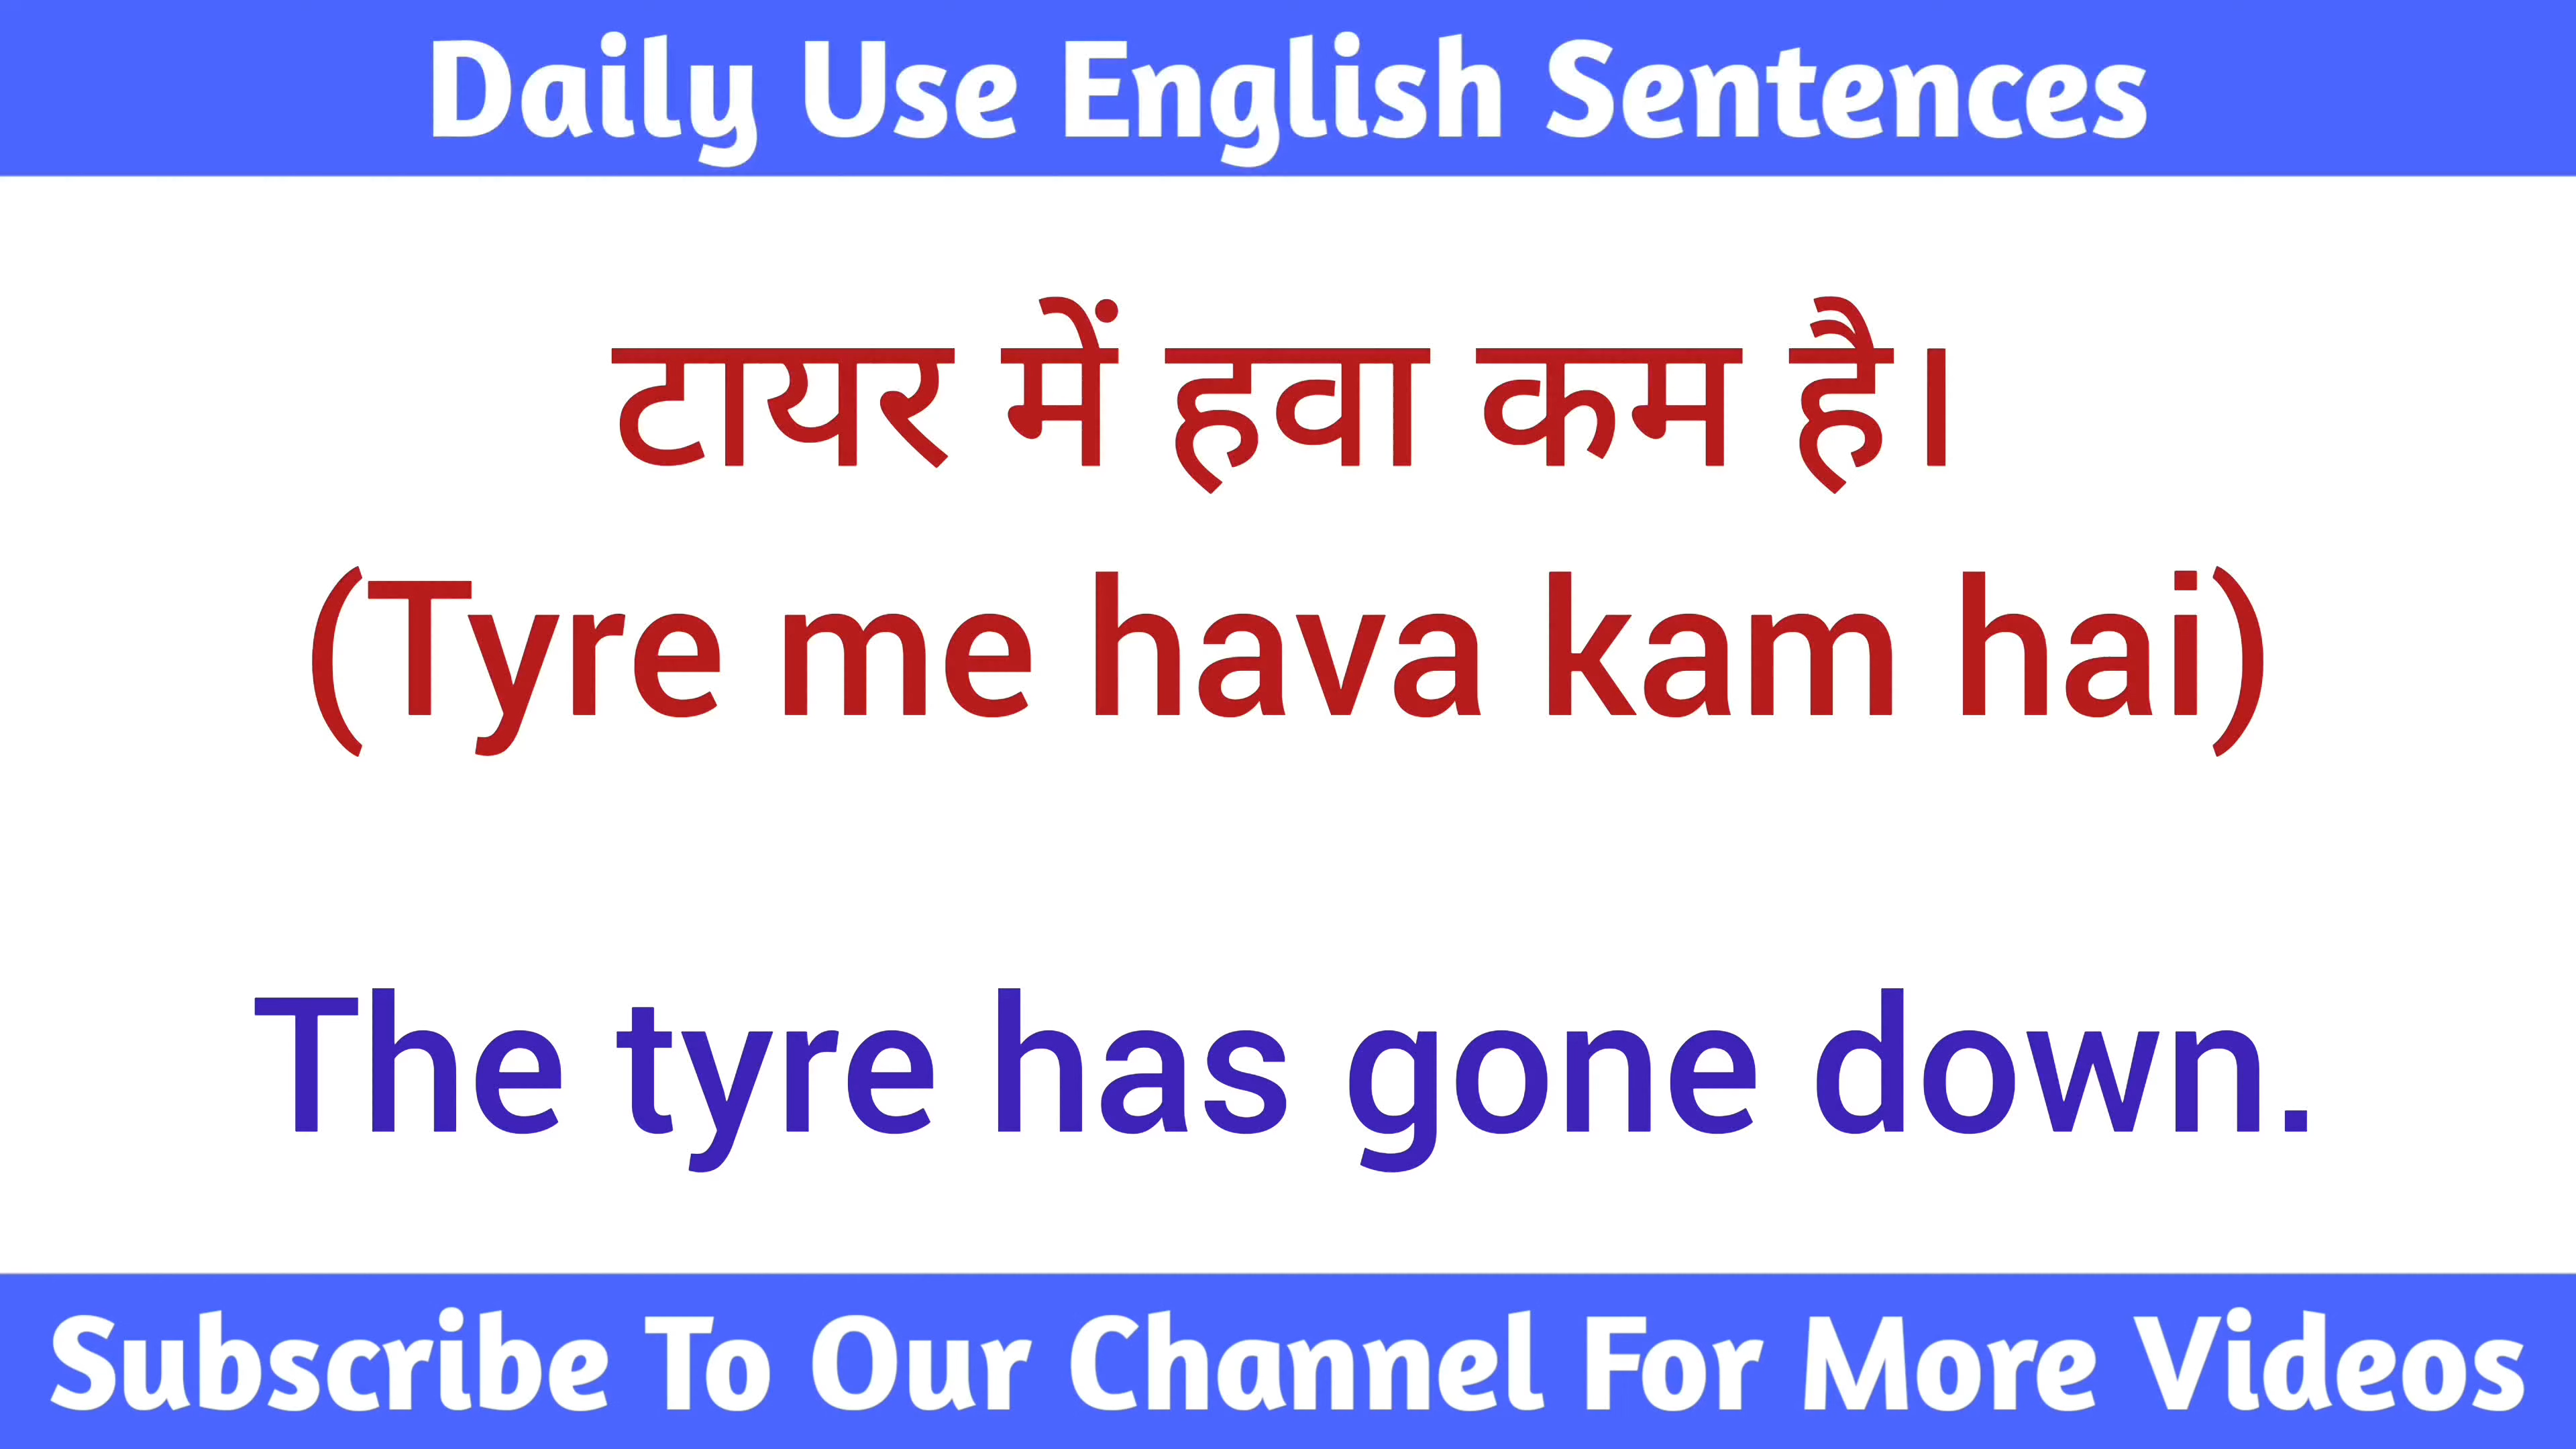 Daily Use English Sentences
टायर में हवा कम है।
(Tyre me hava kam hai)
The tyre has gone down.
Subscribe To Our Channel For More Videos